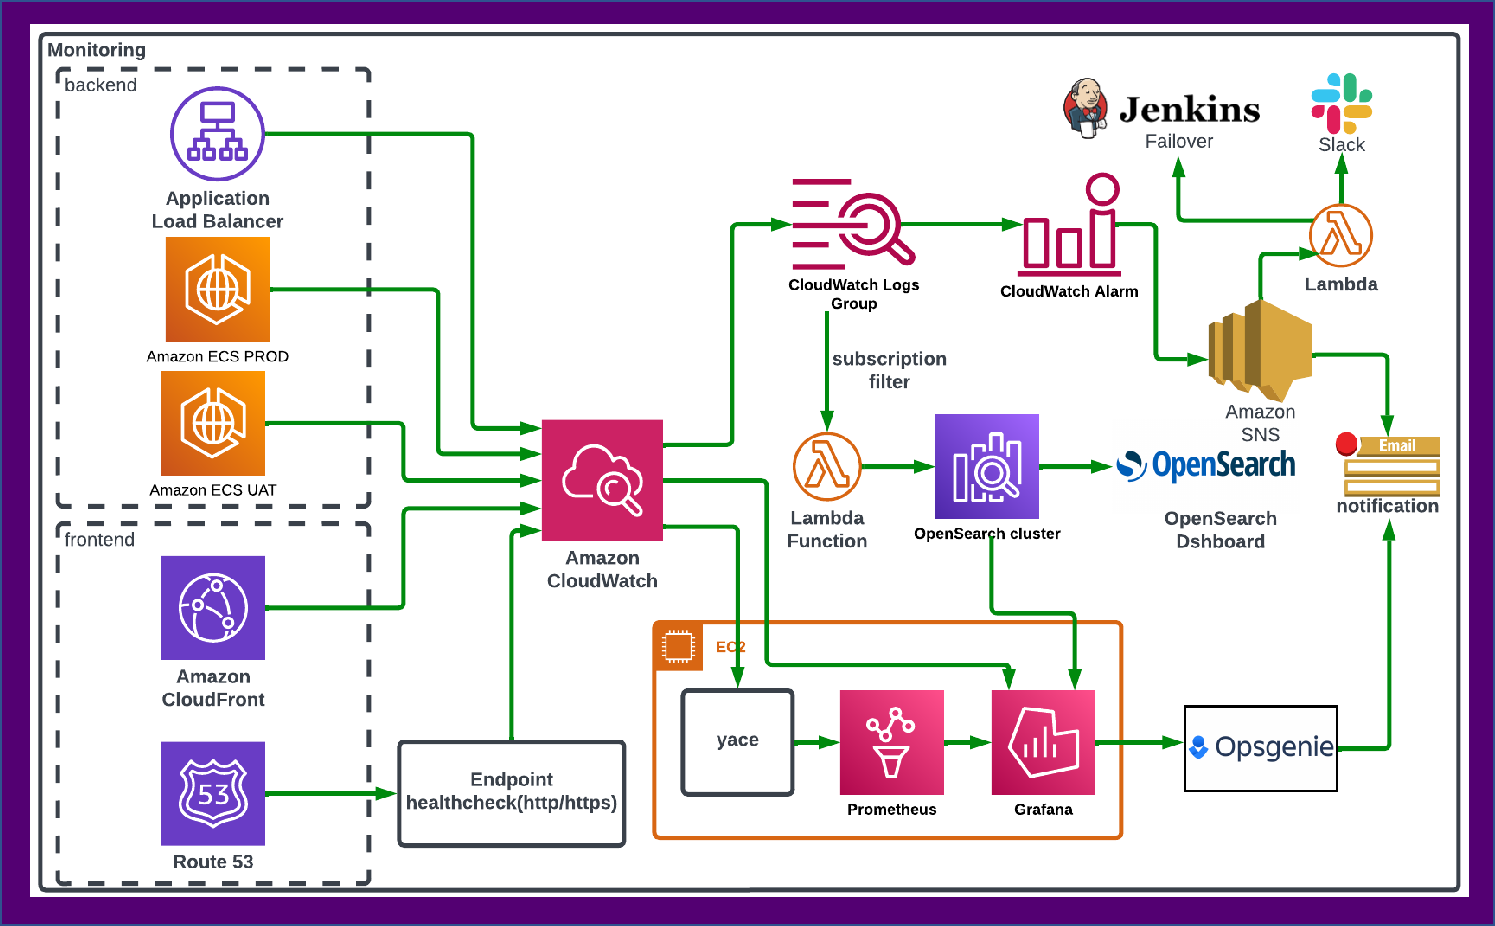 Monitoring
backend
Application
Load Balancer
Amazon ECS PROD
Amazon ECS UAT
frontend
Amazon
CloudFront
53
Route 53
Endpoint
healthcheck(http/https)
Amazon
CloudWatch
CloudWatch Logs
Group
subscription
filter
Lambda
Function
CloudWatch Alarm
Jenkins
Failover
Slack
Lambda
Amazon
SNS
Email
notification
OpenSearch cluster
OpenSearch
OpenSearch
Dshboard
EC2
yace
Prometheus
Grafana
Opsgenie